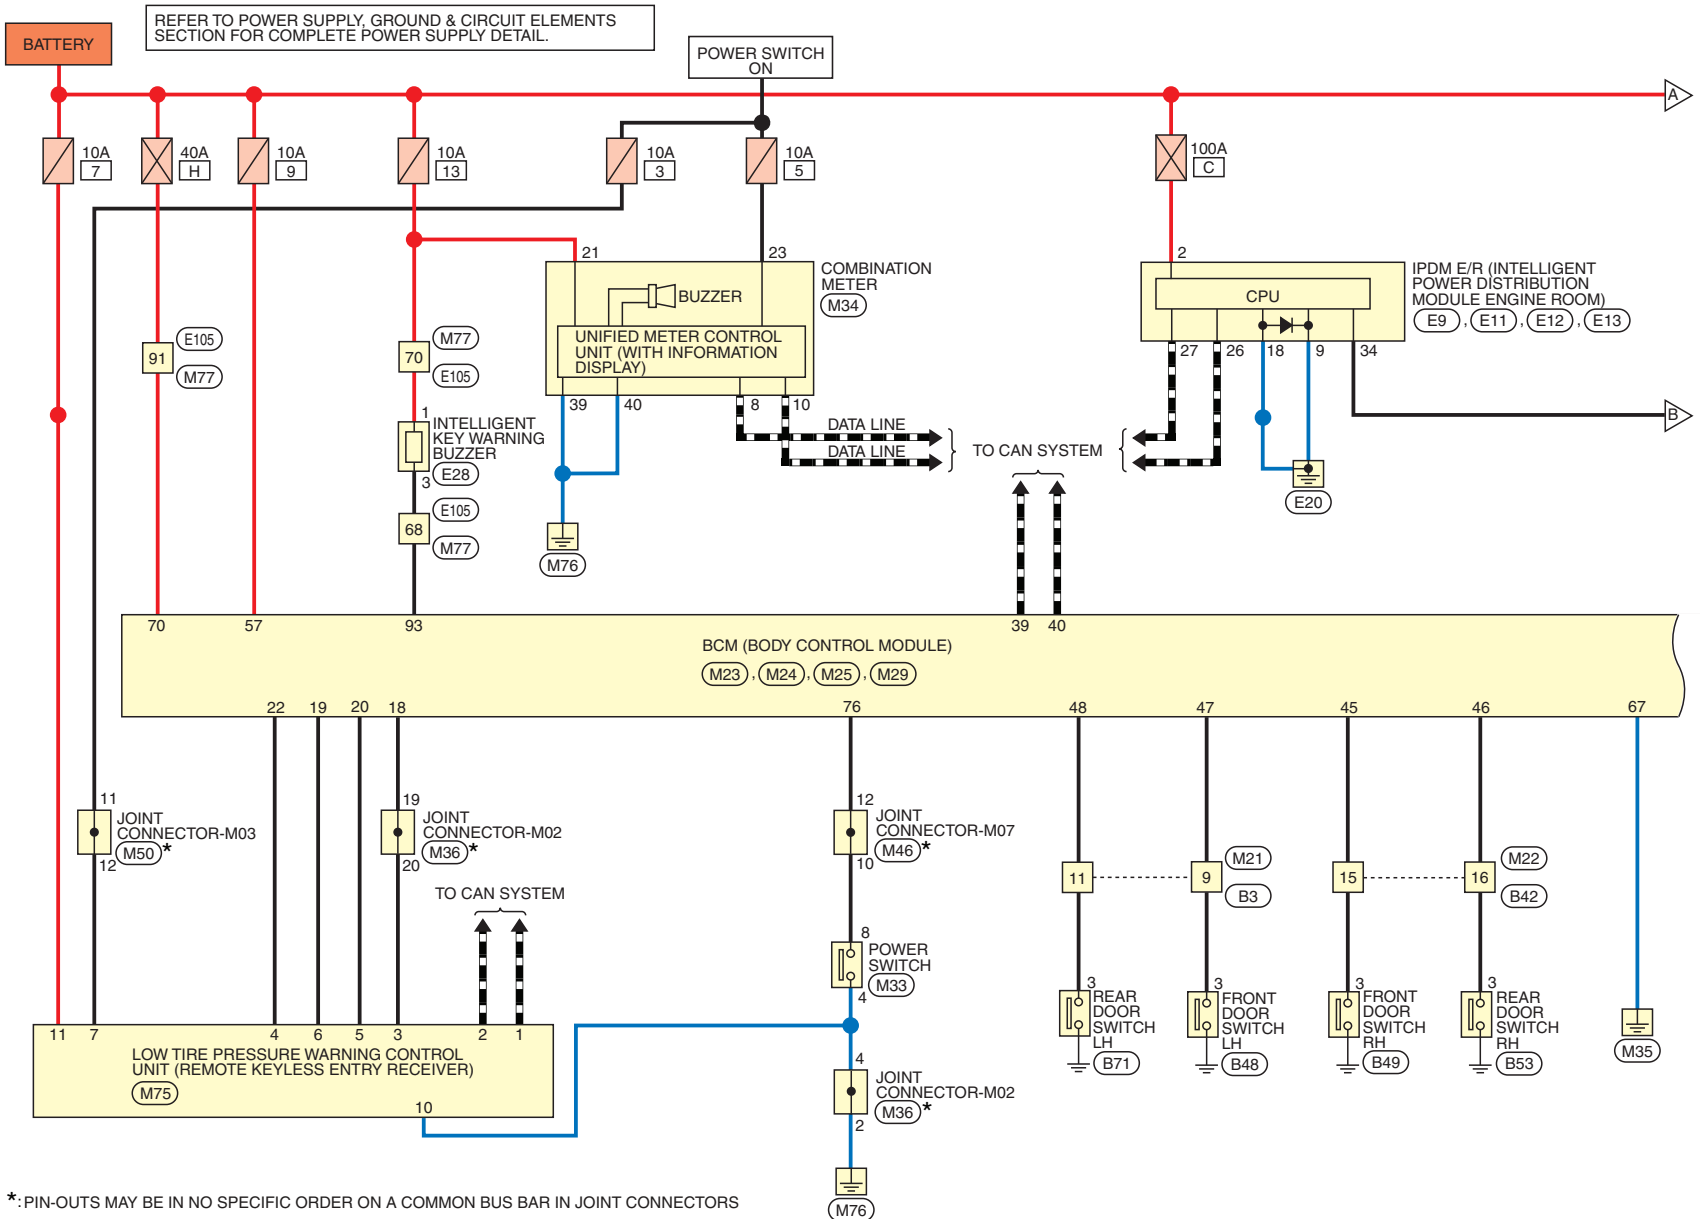 REFER TO POWER SUPPLY, GROUND & CIRCUIT ELEMENTS
SECTION FOR COMPLETE POWER SUPPLY DETAIL.
BATTERY
POWER SWITCH
ON
A
10A
7
40A
H
10A
9
10A
13
10A
3
10A
5
100A
C
21
23
COMBINATION
METER
M34
BUZZER
UNIFIED METER CONTROL
UNIT (WITH INFORMATION
DISPLAY)
39
40
8
10
2
IPDM E/R (INTELLIGENT
POWER DISTRIBUTION
MODULE ENGINE ROOM)
E9 , E11 , E12 , E13
CPU
27
26
18
9
34
B
91
E105
M77
70
M77
E105
1
INTELLIGENT
KEY WARNING
BUZZER
E28
3
68
E105
M77
DATA LINE
DATA LINE
TO CAN SYSTEM
M76
E20
70
57
93
39
40
BCM (BODY CONTROL MODULE)
M23 , M24 , M25 , M29
22
19
20
18
76
48
47
45
46
67
11
JOINT
CONNECTOR-M03
M50 *
12
19
JOINT
CONNECTOR-M02
M36 *
20
12
JOINT
CONNECTOR-M07
M46 *
10
11
9
M21
B3
15
16
M22
B42
TO CAN SYSTEM
8
POWER
SWITCH
M33
4
3
REAR
DOOR
SWITCH
LH
B71
3
FRONT
DOOR
SWITCH
LH
B48
3
FRONT
DOOR
SWITCH
RH
B49
3
REAR
DOOR
SWITCH
RH
B53
M35
11
7
4
6
5
3
2
1
LOW TIRE PRESSURE WARNING CONTROL
UNIT (REMOTE KEYLESS ENTRY RECEIVER)
M75
10
4
JOINT
CONNECTOR-M02
M36 *
2
M76
*:PIN-OUTS MAY BE IN NO SPECIFIC ORDER ON A COMMON BUS BAR IN JOINT CONNECTORS